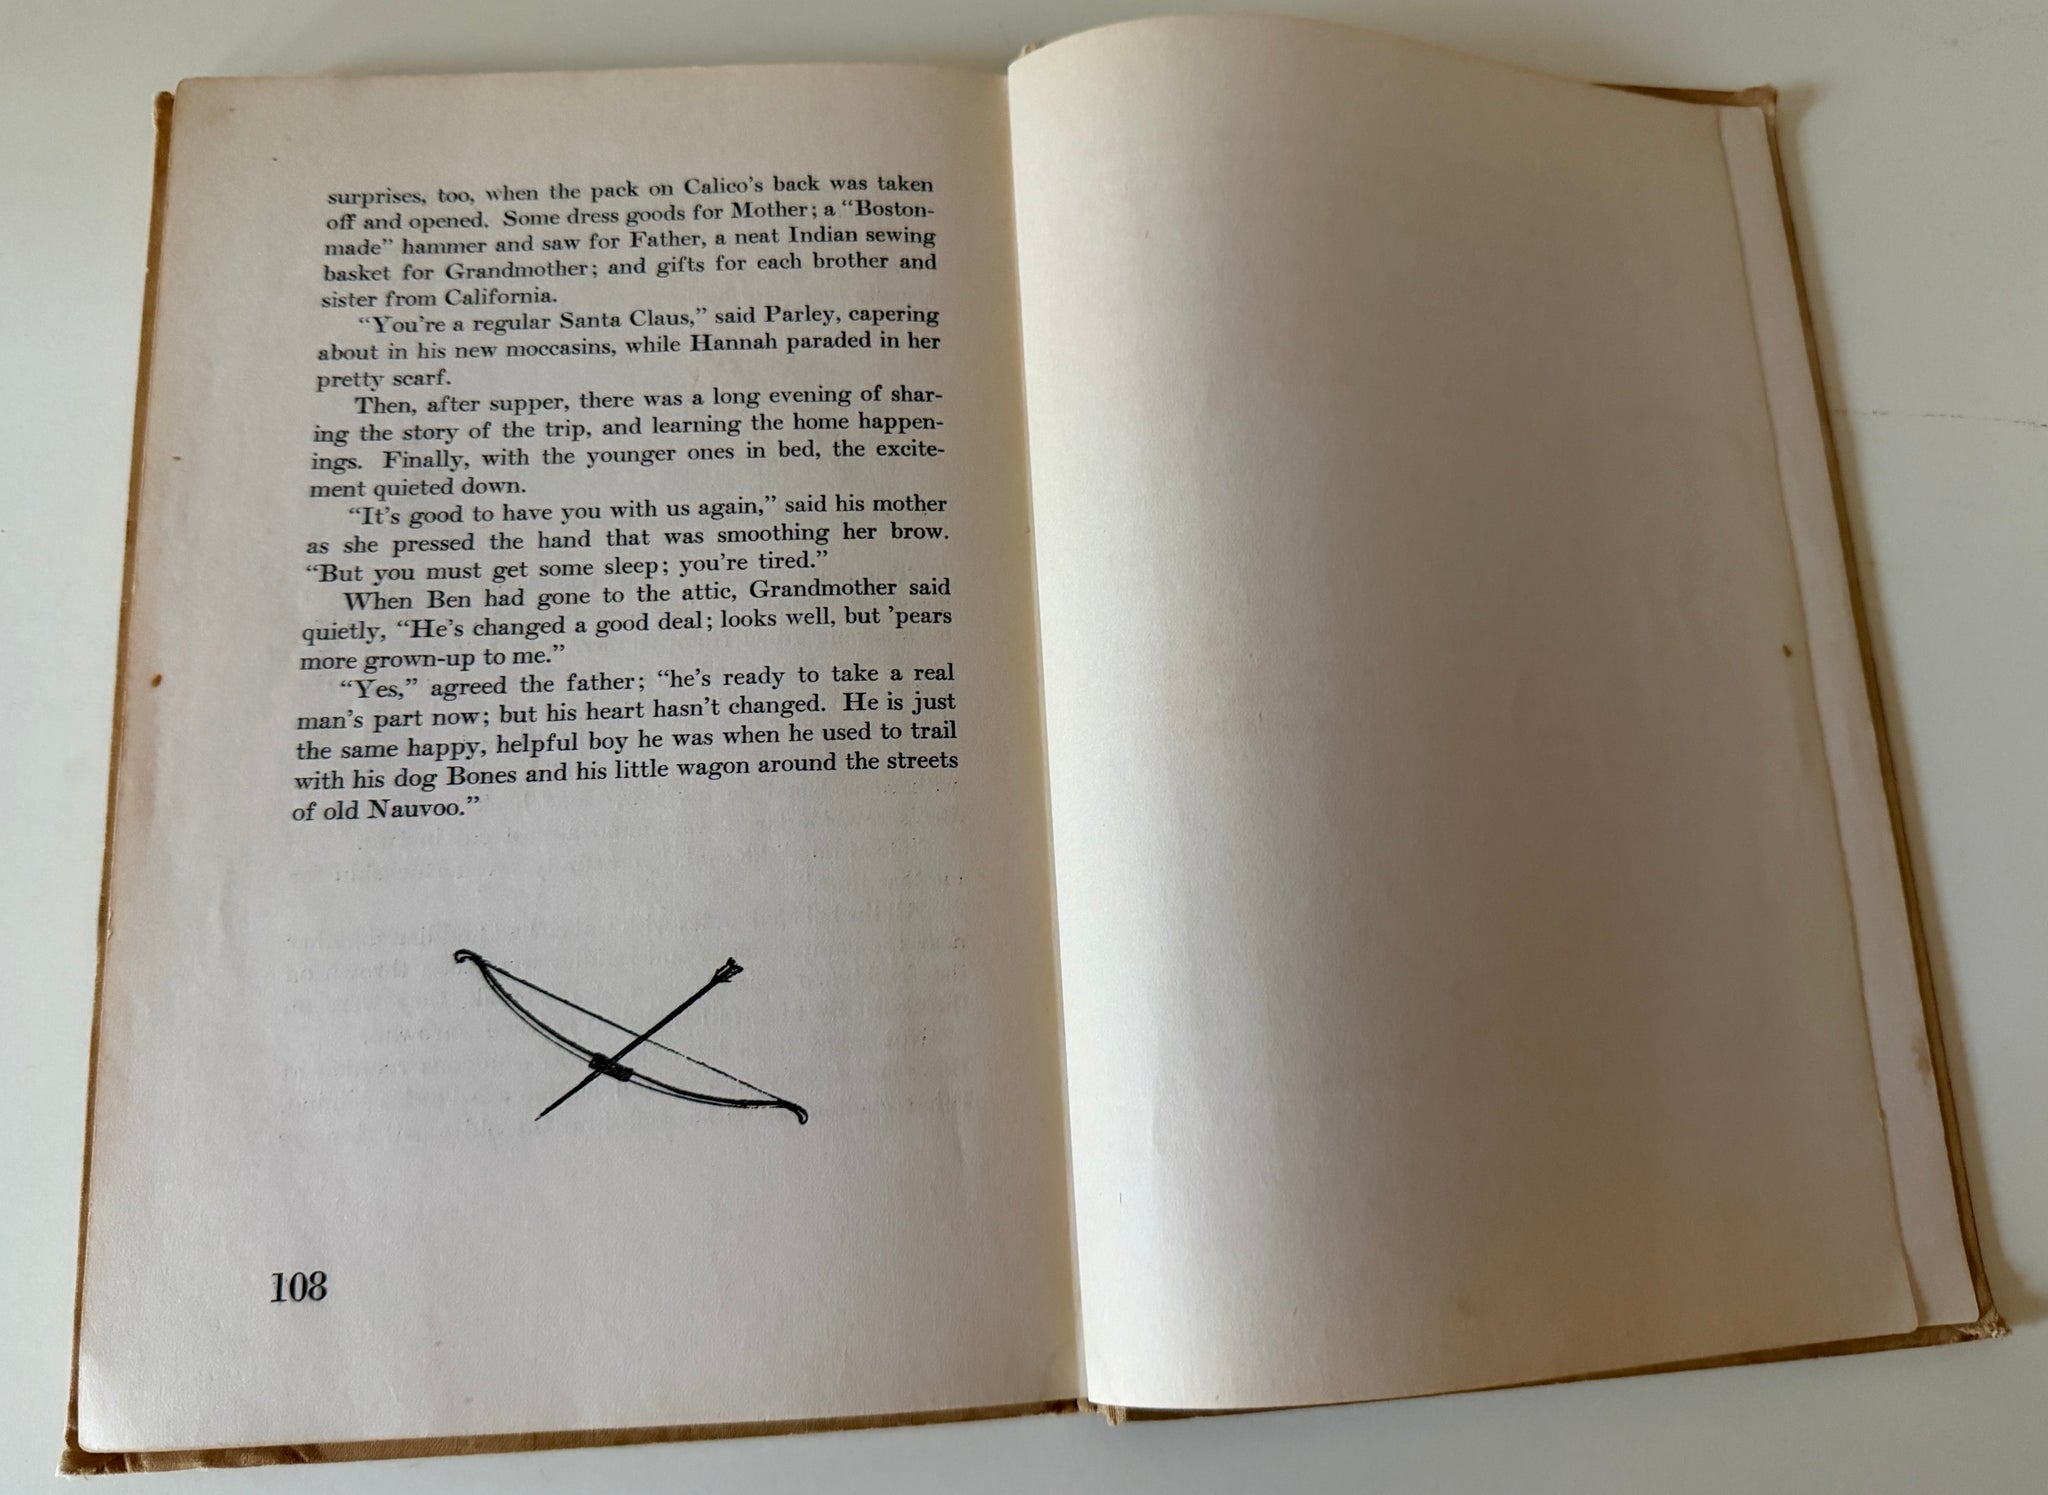 surprises, too, when the pack on Calico's back was taken
off and opened. Some dress goods for Mother; a “Boston-
made” hammer and saw for Father, a neat Indian sewing
basket for Grandmother; and gifts for each brother and
sister from California.
“You're a regular Santa Claus,” said Parley, capering
about in his new moccasins, while Hannah paraded in her
pretty scarf.
Then, after supper, there was a long evening of shar-
ing the story of the trip, and learning the home happen-
ings. Finally, with the younger ones in bed, the excite-
ment quieted down.
“It's good to have you with us again,” said his mother
as she pressed the hand that was smoothing her brow.
“But you must get some sleep; you're tired.”
When Ben had gone to the attic, Grandmother said
quietly, “He's changed a good deal; looks well, but 'pears
more grown-up to me.”
“Yes,” agreed the father; “he's ready to take a real
man's part now; but his heart hasn't changed. He is just
the same happy, helpful boy he was when he used to trail
with his dog Bones and his little wagon around the streets
of old Nauvoo.”
108